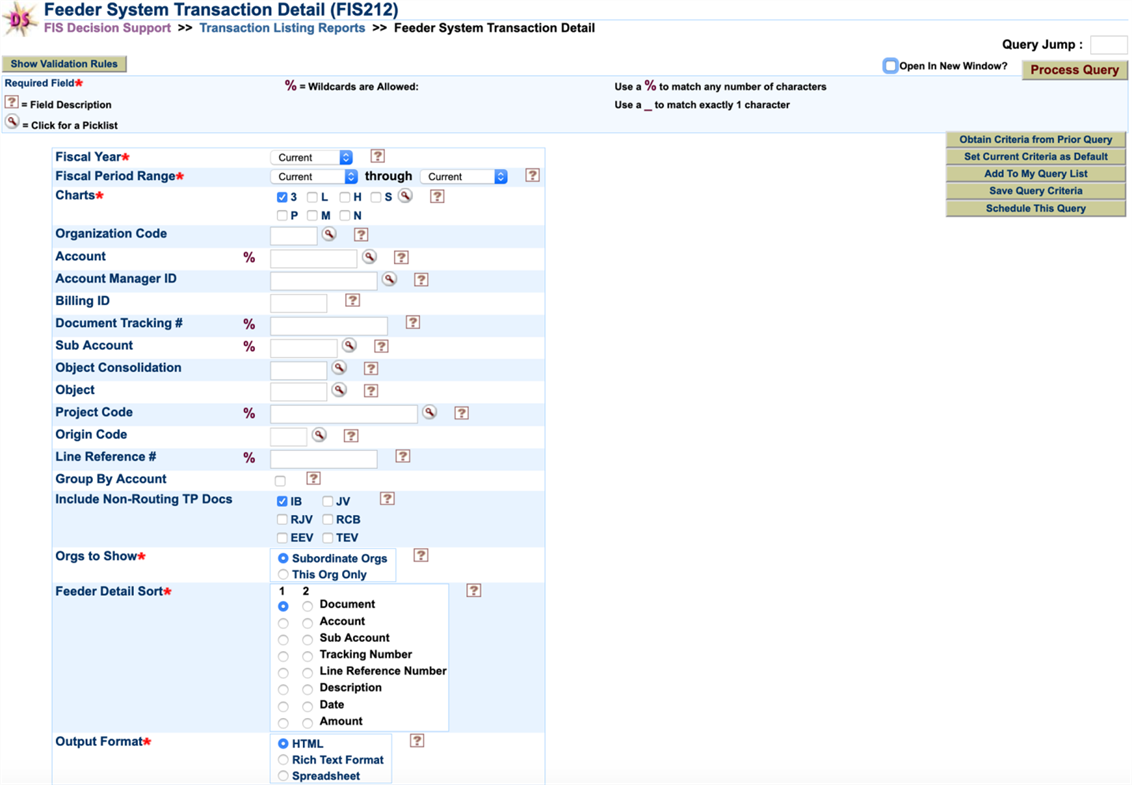 Feeder System Transaction Detail (FIS212)
DS
FIS Decision Support >> Transaction Listing Reports >> Feeder System Transaction Detail
Query Jump :
Show Validation Rules
Open In New Window?
Process Query
Required Field*
% = Wildcards are Allowed:
Use a % to match any number of characters
? = Field Description
Use a _ to match exactly 1 character
= Click for a Picklist
Obtain Criteria from Prior Query
Set Current Criteria as Default
Add To My Query List
Save Query Criteria
Schedule This Query
Fiscal Year* Current ?
Fiscal Period Range* Current through Current ?
Charts* 3 L H S ?
P M N
Organization Code ?
Account % ?
Account Manager ID ?
Billing ID ?
Document Tracking # % ?
Sub Account % ?
Object Consolidation ?
Object ?
Project Code % ?
Origin Code ?
Line Reference # % ?
Group By Account ?
Include Non-Routing TP Docs IB JV ?
RJV RCB
EEV TEV
Orgs to Show* Subordinate Orgs ?
This Org Only
Feeder Detail Sort* 1 2 ?
Document
Account
Sub Account
Tracking Number
Line Reference Number
Description
Date
Amount
Output Format* HTML ?
Rich Text Format
Spreadsheet